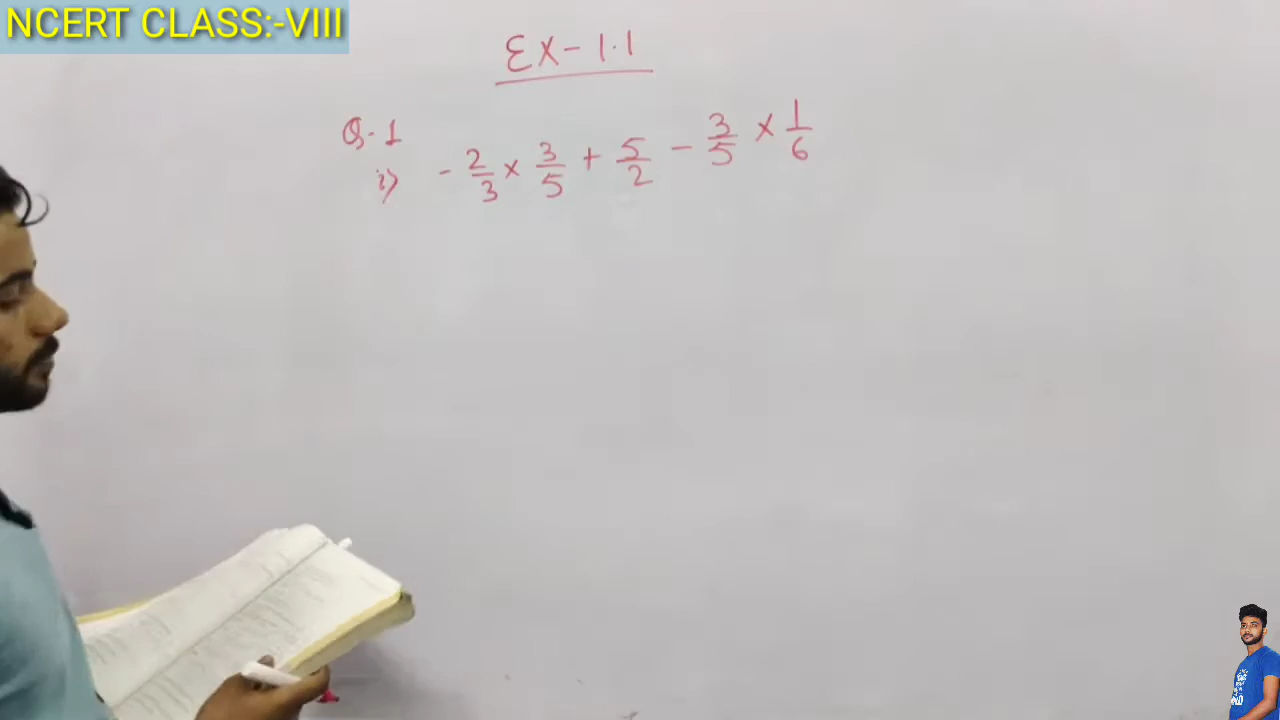 NCERT CLASS:-VIII
Ex-1.1
Q.1
i) -2/3 × 3/5 + 5/2 - 3/5 × 1/6